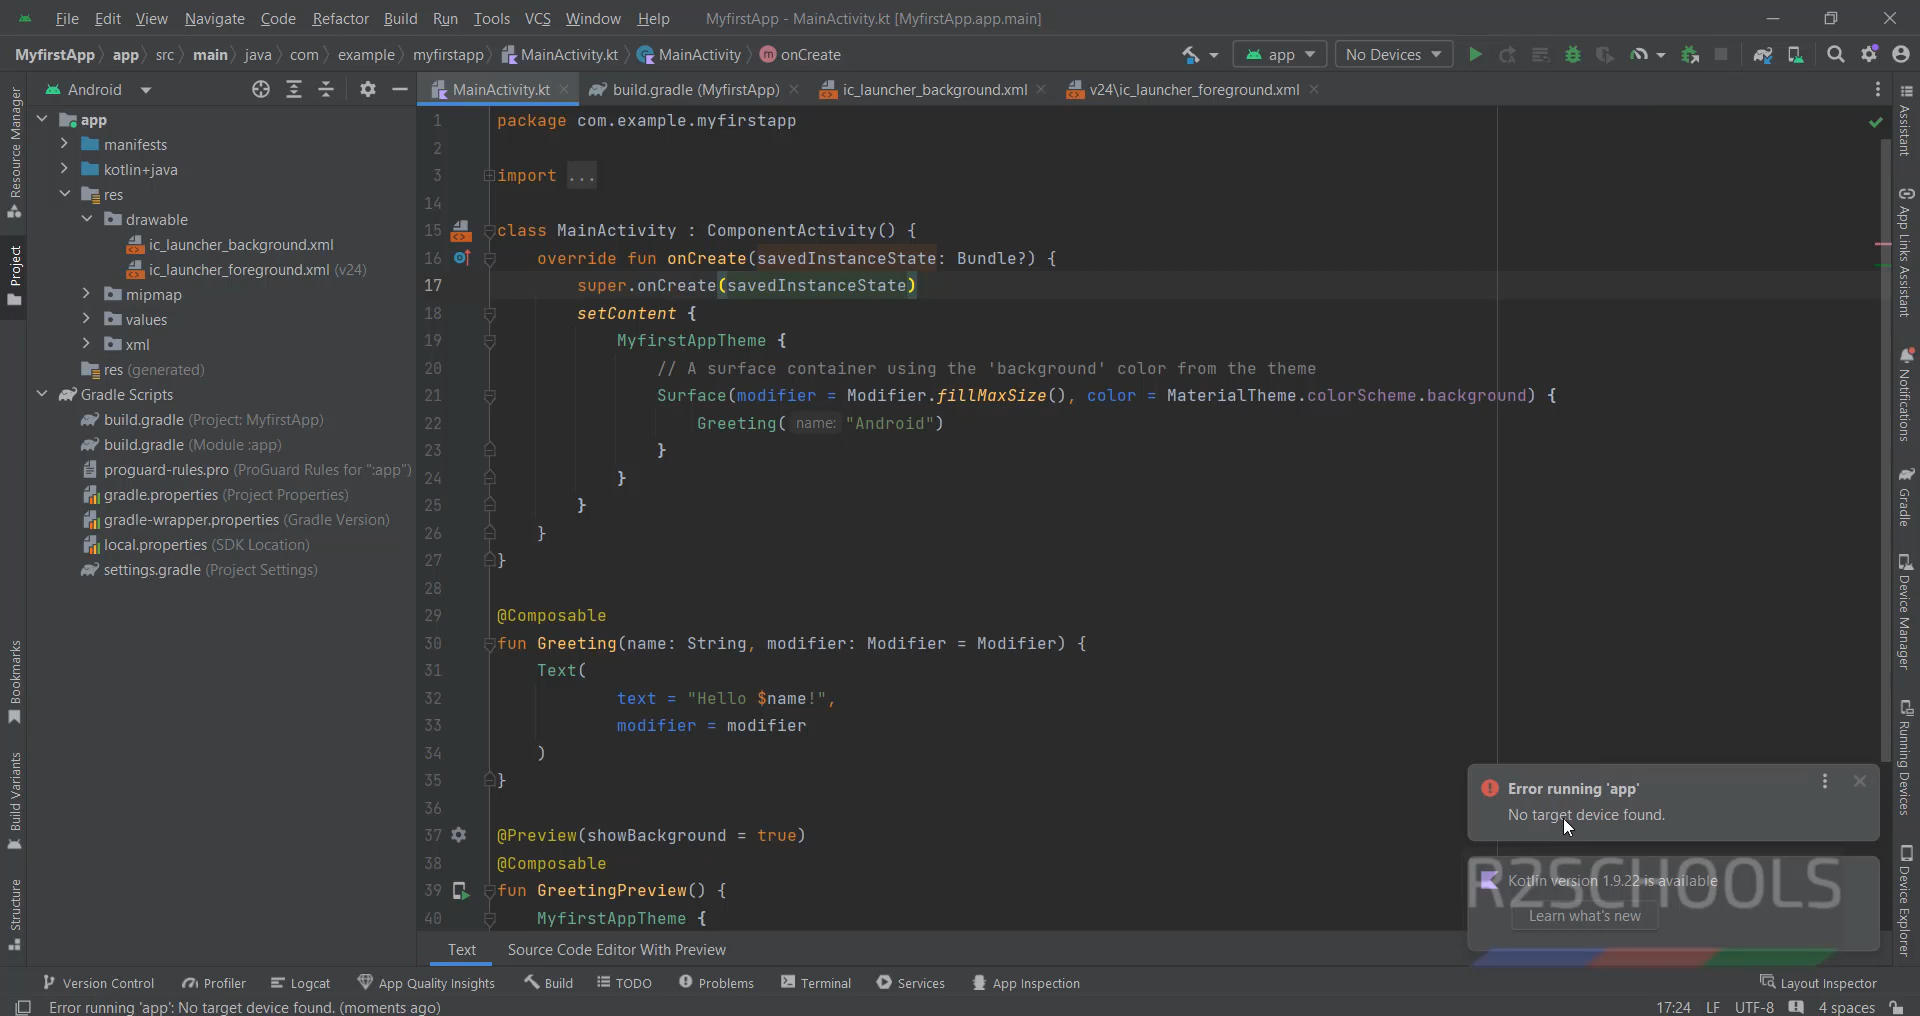 File Edit View Navigate Code Refactor Build Run Tools VCS Window Help MyfirstApp - MainActivity.kt [MyfirstApp.app.main]
MyfirstApp app src main java com example myfirstapp MainActivity.kt MainActivity onCreate app No Devices
Android
MainActivity.kt build.gradle (MyfirstApp) ic_launcher_background.xml v24\ic_launcher_foreground.xml
Resource Manager
Project
Bookmarks
Build Variants
Structure
app
manifests
kotlin+java
res
drawable
ic_launcher_background.xml
ic_launcher_foreground.xml (v24)
mipmap
values
xml
res (generated)
Gradle Scripts
build.gradle (Project: MyfirstApp)
build.gradle (Module :app)
proguard-rules.pro (ProGuard Rules for ":app")
gradle.properties (Project Properties)
gradle-wrapper.properties (Gradle Version)
local.properties (SDK Location)
settings.gradle (Project Settings)
1 package com.example.myfirstapp
2
3 import ...
14
15 class MainActivity : ComponentActivity() {
16 override fun onCreate(savedInstanceState: Bundle?) {
17 super.onCreate(savedInstanceState)
18 setContent {
19 MyfirstAppTheme {
20 // A surface container using the 'background' color from the theme
21 Surface(modifier = Modifier.fillMaxSize(), color = MaterialTheme.colorScheme.background) {
22 Greeting( name: "Android")
23 }
24 }
25 }
26 }
27 }
28
29 @Composable
30 fun Greeting(name: String, modifier: Modifier = Modifier) {
31 Text(
32 text = "Hello $name!",
33 modifier = modifier
34 )
35 }
36
37 @Preview(showBackground = true)
38 @Composable
39 fun GreetingPreview() {
40 MyfirstAppTheme {
Assistant
App Links Assistant
Notifications
Gradle
Device Manager
Running Devices
Device Explorer
Error running 'app'
No target device found.
R2SCHOOLS
Kotlin version 1.9.22 is available
Learn what's new
Text Source Code Editor With Preview
Version Control Profiler Logcat App Quality Insights Build TODO Problems Terminal Services App Inspection Layout Inspector
Error running 'app': No target device found. (moments ago) 17:24 LF UTF-8 4 spaces